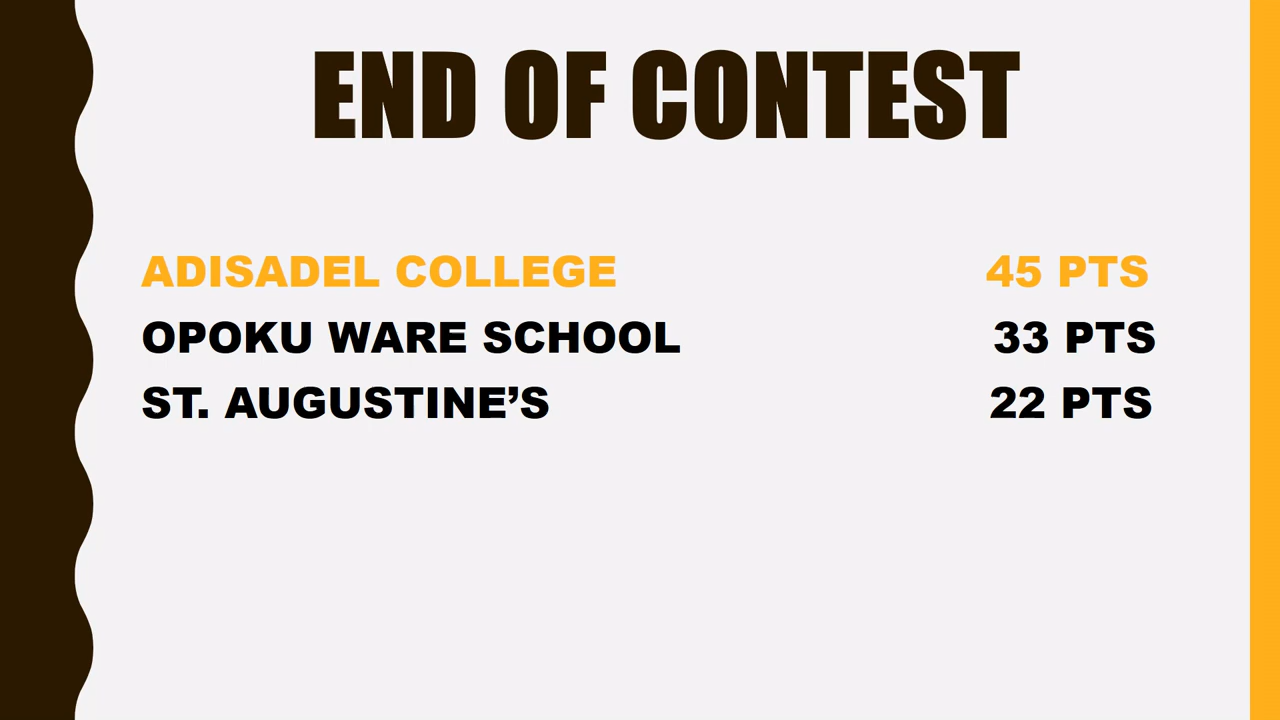 END OF CONTEST
ADISADEL COLLEGE 45 PTS
OPOKU WARE SCHOOL 33 PTS
ST. AUGUSTINE’S 22 PTS